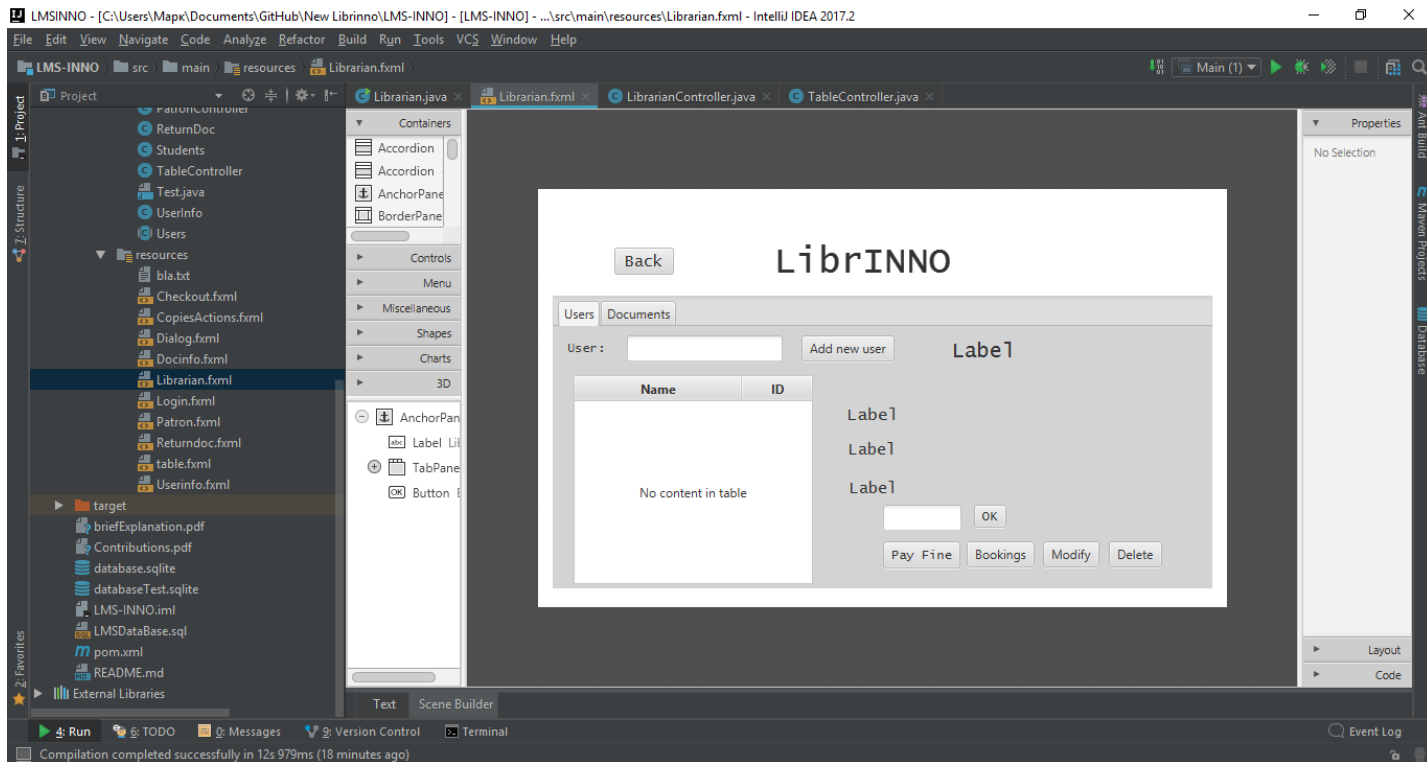 LMSINNO - [C:\Users\Mapк\Documents\GitHub\New Librinno\LMS-INNO] - [LMS-INNO] - ...\src\main\resources\Librarian.fxml - IntelliJ IDEA 2017.2
File Edit View Navigate Code Analyze Refactor Build Run Tools VCS Window Help
LMS-INNO src main resources Librarian.fxml
Main (1)
Project
Librarian.java Librarian.fxml LibrarianController.java TableController.java
1: Project
7: Structure
2: Favorites
PatronController
ReturnDoc
Students
TableController
Test.java
UserInfo
Users
resources
bla.txt
Checkout.fxml
CopiesActions.fxml
Dialog.fxml
Docinfo.fxml
Librarian.fxml
Login.fxml
Patron.fxml
Returndoc.fxml
table.fxml
Userinfo.fxml
target
briefExplanation.pdf
Contributions.pdf
database.sqlite
databaseTest.sqlite
LMS-INNO.iml
LMSDataBase.sql
pom.xml
README.md
External Libraries
Containers
Accordion
Accordion
AnchorPane
BorderPane
Controls
Menu
Miscellaneous
Shapes
Charts
3D
AnchorPan
Label Li
TabPane
Button
Text Scene Builder
Back LibrINNO
Users Documents
User: Add new user Label
Name ID
No content in table
Label
Label
Label
OK
Pay Fine Bookings Modify Delete
Properties
No Selection
Layout
Code
Ant Build
Maven Projects
Database
4: Run 6: TODO 0: Messages 9: Version Control Terminal Event Log
Compilation completed successfully in 12s 979ms (18 minutes ago)